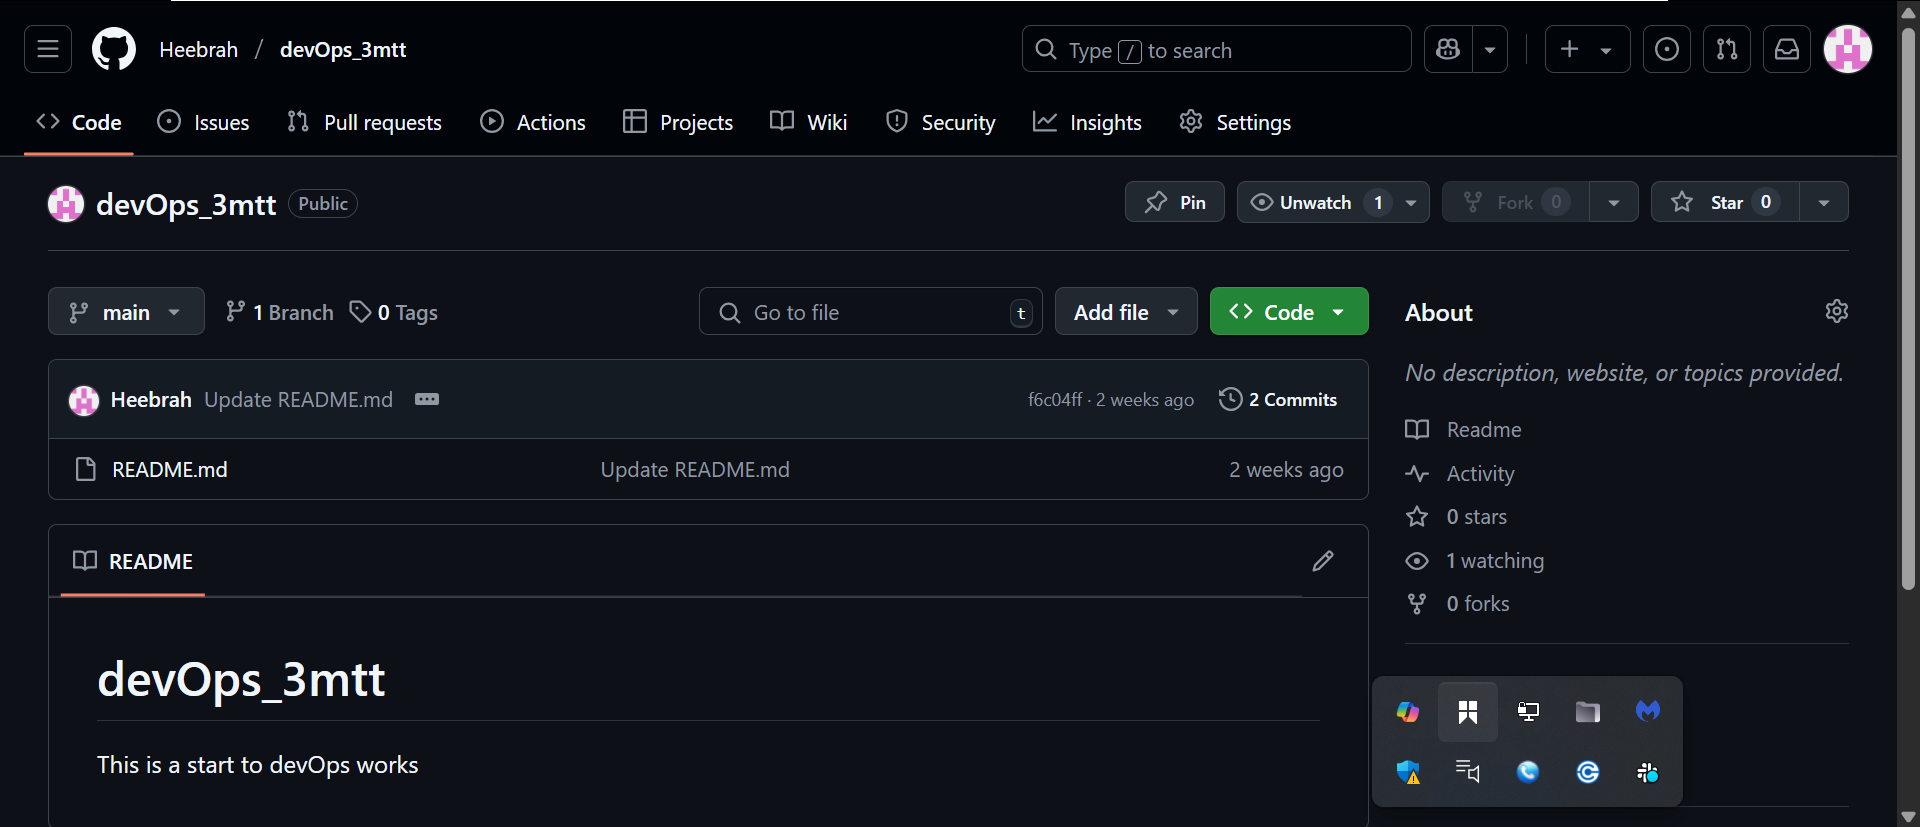 Heebrah / devOps_3mtt
Type / to search
Code Issues Pull requests Actions Projects Wiki Security Insights Settings
devOps_3mtt Public
Pin Unwatch 1 Fork 0 Star 0
main 1 Branch 0 Tags Go to file t Add file Code
Heebrah Update README.md f6c04ff · 2 weeks ago 2 Commits
README.md Update README.md 2 weeks ago
README
devOps_3mtt
This is a start to devOps works
About
No description, website, or topics provided.
Readme
Activity
0 stars
1 watching
0 forks